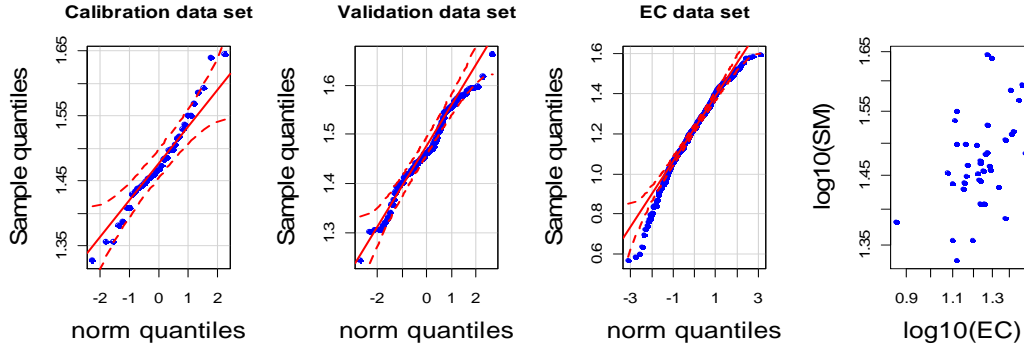 Calibration data set
Sample quantiles
1.65
1.55
1.45
1.35
-2 -1 0 1 2
norm quantiles
Validation data set
Sample quantiles
1.6
1.5
1.4
1.3
-2 -1 0 1 2
norm quantiles
EC data set
Sample quantiles
1.6
1.4
1.2
1.0
0.8
0.6
-3 -1 1 3
norm quantiles
log10(SM)
1.65
1.55
1.45
1.35
0.9 1.1 1.3
log10(EC)